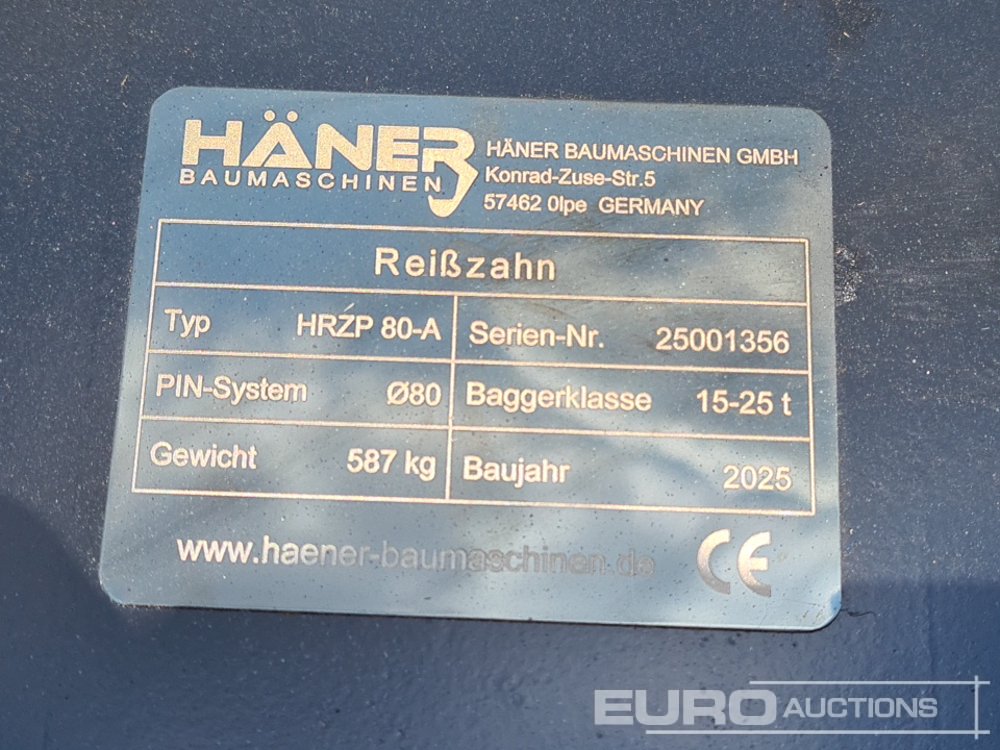 HÄNER
BAUMASCHINEN
HÄNER BAUMASCHINEN GMBH
Konrad-Zuse-Str.5
57462 Olpe GERMANY
Reißzahn
Typ HRZP 80-A Serien-Nr. 25001356
PIN-System Ø80 Baggerklasse 15-25 t
Gewicht 587 kg Baujahr 2025
www.haener-baumaschinen.de CE
EURO AUCTIONS